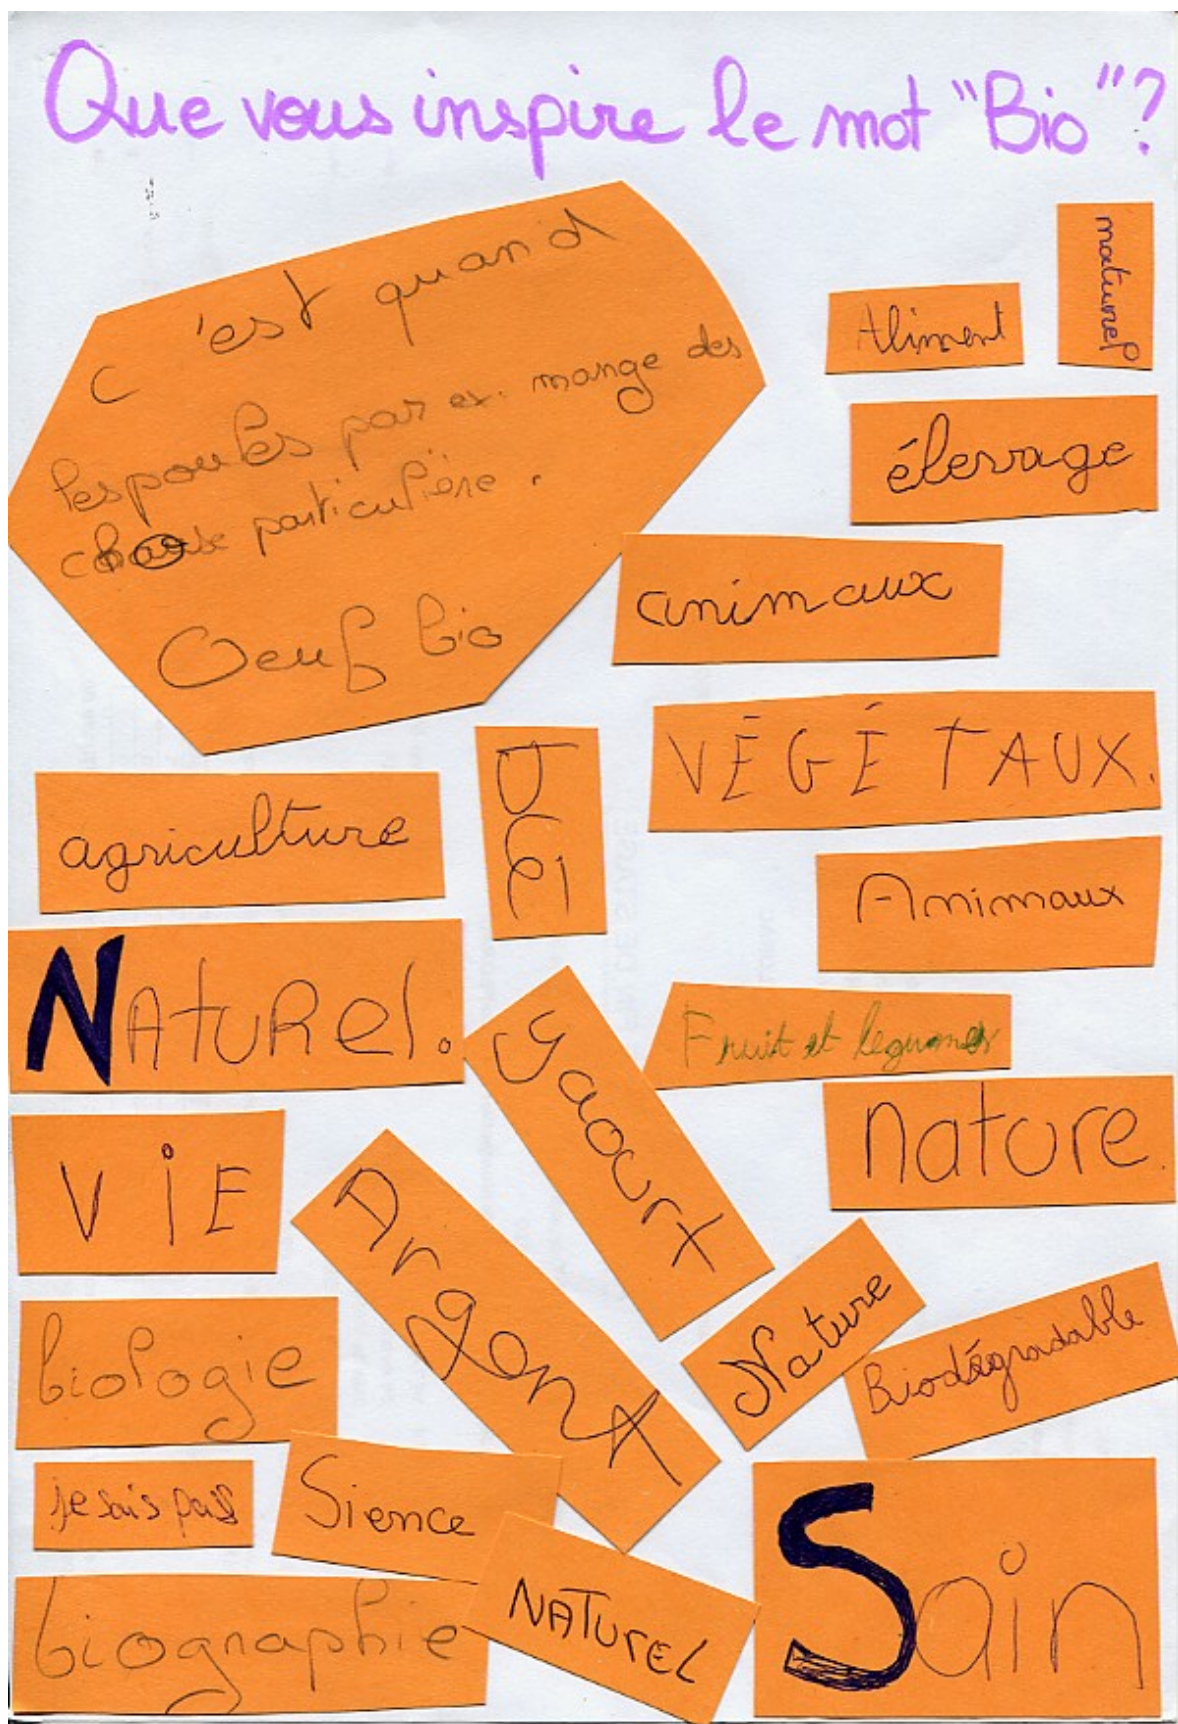 Que vous inspire le mot "Bio"?
c'est quand
les poules par ex. mange des
chose particulière.
Oeuf bio
naturel
Aliment
élevage
animaux
VÉGÉTAUX.
agriculture
Animaux
NATUREl.
Yaourt
Fruit et legumes
nature.
ViE
Argent
Nature
Biodégradable
biologie
je sais pas
Sience
NATUREL
Sain
biographie